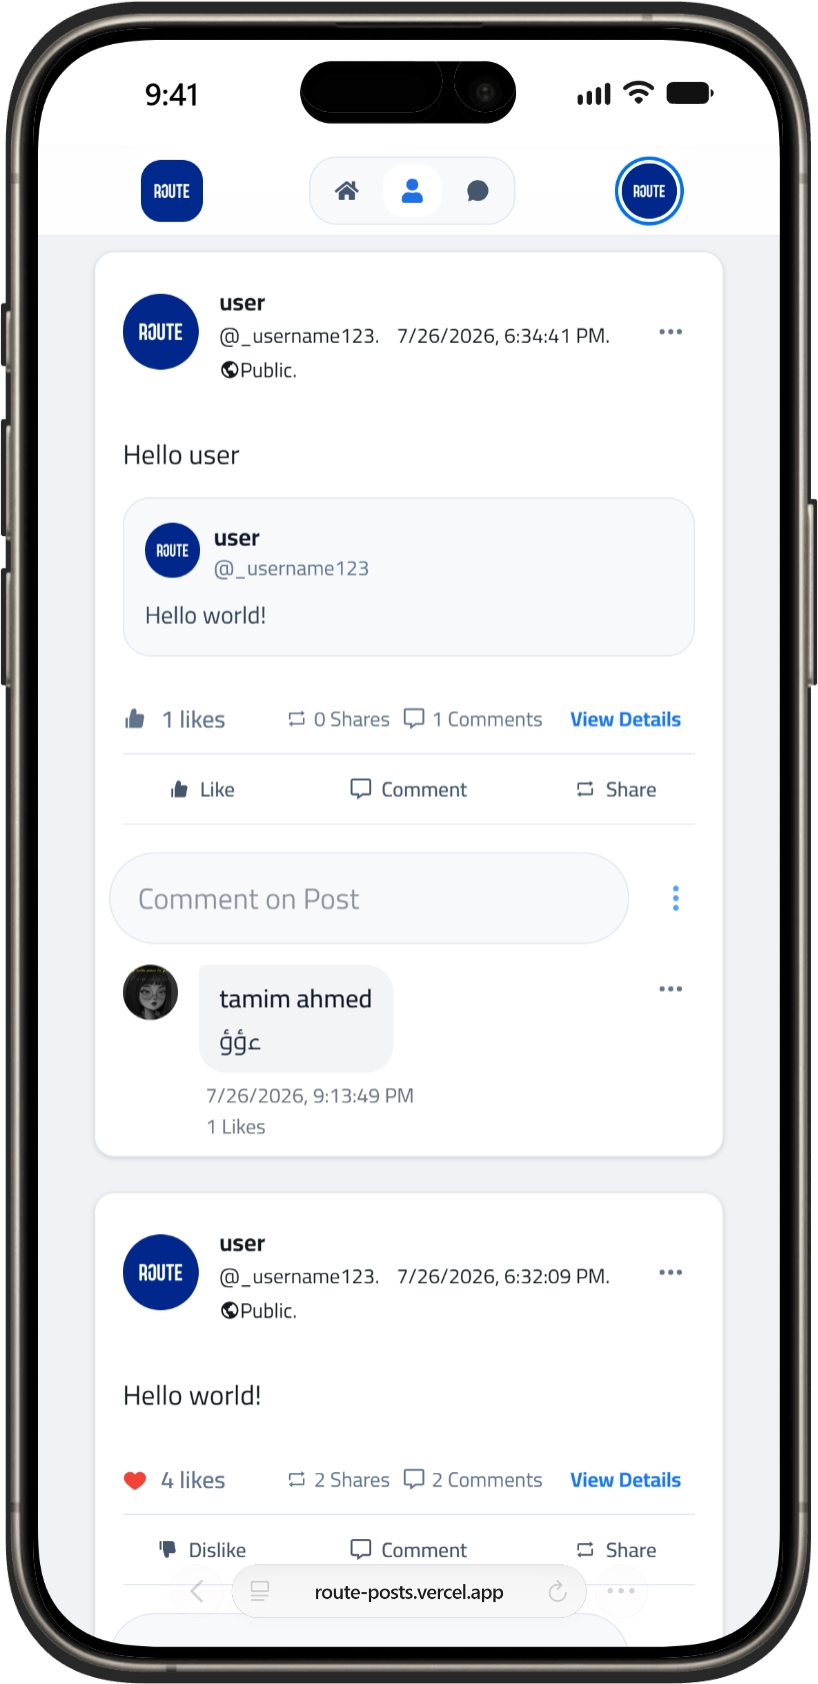 9:41
ROUTE
ROUTE
ROUTE
user
@_username123. 7/26/2026, 6:34:41 PM.
Public.
Hello user
ROUTE
user
@_username123
Hello world!
1 likes 0 Shares 1 Comments View Details
Like Comment Share
Comment on Post
tamim ahmed
عؤؤ
7/26/2026, 9:13:49 PM
1 Likes
ROUTE
user
@_username123. 7/26/2026, 6:32:09 PM.
Public.
Hello world!
4 likes 2 Shares 2 Comments View Details
Dislike Comment Share
route-posts.vercel.app